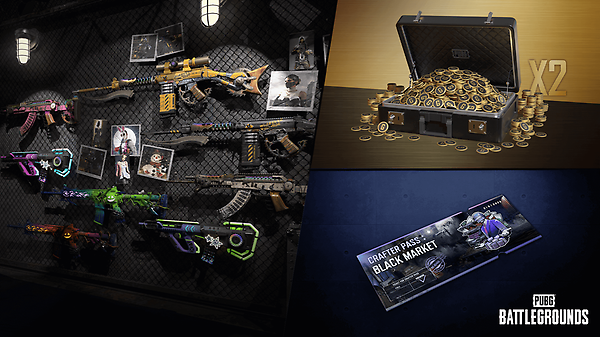 X2
CRAFTER PASS:
BLACK MARKET
PUBG
BATTLEGROUNDS